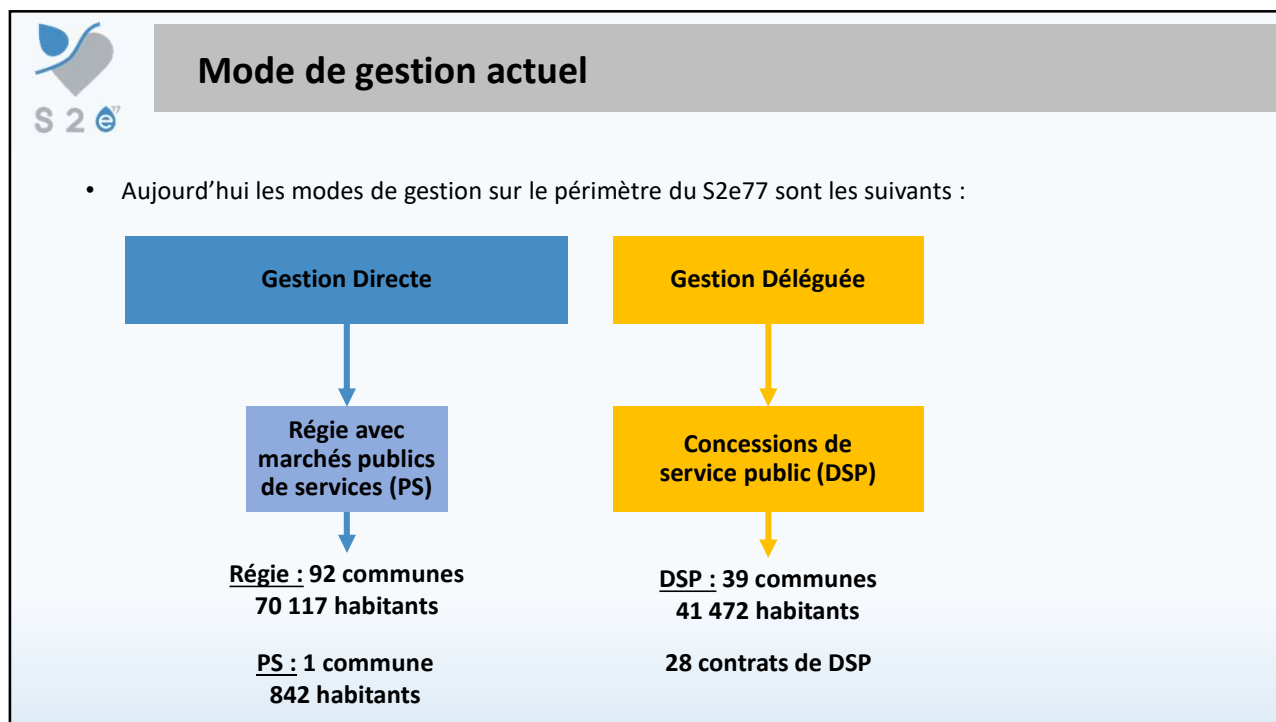 Mode de gestion actuel
S 2 e 77
• Aujourd’hui les modes de gestion sur le périmètre du S2e77 sont les suivants :
Gestion Directe
Gestion Déléguée
Régie avec
marchés publics
de services (PS)
Concessions de
service public (DSP)
Régie : 92 communes
70 117 habitants
PS : 1 commune
842 habitants
DSP : 39 communes
41 472 habitants
28 contrats de DSP